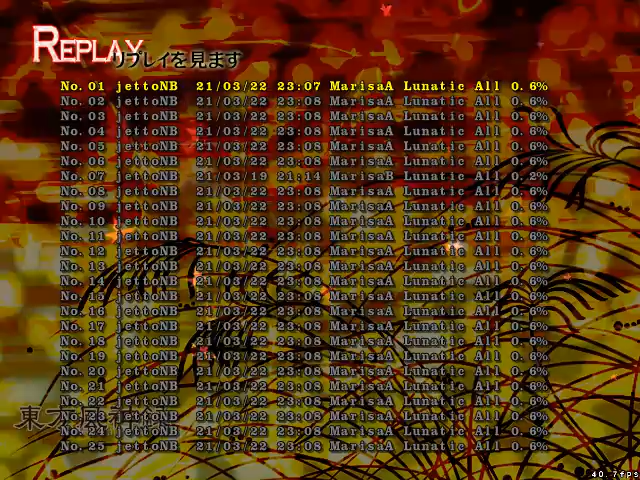 REPLAY
リプレイを見ます
No. 01 jettoNB 21/03/22 23:07 MarisaA Lunatic All 0.6%
No. 02 jettoNB 21/03/22 23:08 MarisaA Lunatic All 0.6%
No. 03 jettoNB 21/03/22 23:08 MarisaA Lunatic All 0.6%
No. 04 jettoNB 21/03/22 23:08 MarisaA Lunatic All 0.6%
No. 05 jettoNB 21/03/22 23:08 MarisaA Lunatic All 0.6%
No. 06 jettoNB 21/03/22 23:08 MarisaA Lunatic All 0.6%
No. 07 jettoNB 21/03/19 21:14 MarisaB Lunatic All 0.2%
No. 08 jettoNB 21/03/22 23:08 MarisaA Lunatic All 0.6%
No. 09 jettoNB 21/03/22 23:08 MarisaA Lunatic All 0.6%
No. 10 jettoNB 21/03/22 23:08 MarisaA Lunatic All 0.6%
No. 11 jettoNB 21/03/22 23:08 MarisaA Lunatic All 0.6%
No. 12 jettoNB 21/03/22 23:08 MarisaA Lunatic All 0.6%
No. 13 jettoNB 21/03/22 23:08 MarisaA Lunatic All 0.6%
No. 14 jettoNB 21/03/22 23:08 MarisaA Lunatic All 0.6%
No. 15 jettoNB 21/03/22 23:08 MarisaA Lunatic All 0.6%
No. 16 jettoNB 21/03/22 23:08 MarisaA Lunatic All 0.6%
No. 17 jettoNB 21/03/22 23:08 MarisaA Lunatic All 0.6%
No. 18 jettoNB 21/03/22 23:08 MarisaA Lunatic All 0.6%
No. 19 jettoNB 21/03/22 23:08 MarisaA Lunatic All 0.6%
No. 20 jettoNB 21/03/22 23:08 MarisaA Lunatic All 0.6%
No. 21 jettoNB 21/03/22 23:08 MarisaA Lunatic All 0.6%
No. 22 jettoNB 21/03/22 23:08 MarisaA Lunatic All 0.6%
No. 23 jettoNB 21/03/22 23:08 MarisaA Lunatic All 0.6%
No. 24 jettoNB 21/03/22 23:08 MarisaA Lunatic All 0.6%
No. 25 jettoNB 21/03/22 23:08 MarisaA Lunatic All 0.6%
40.7fps